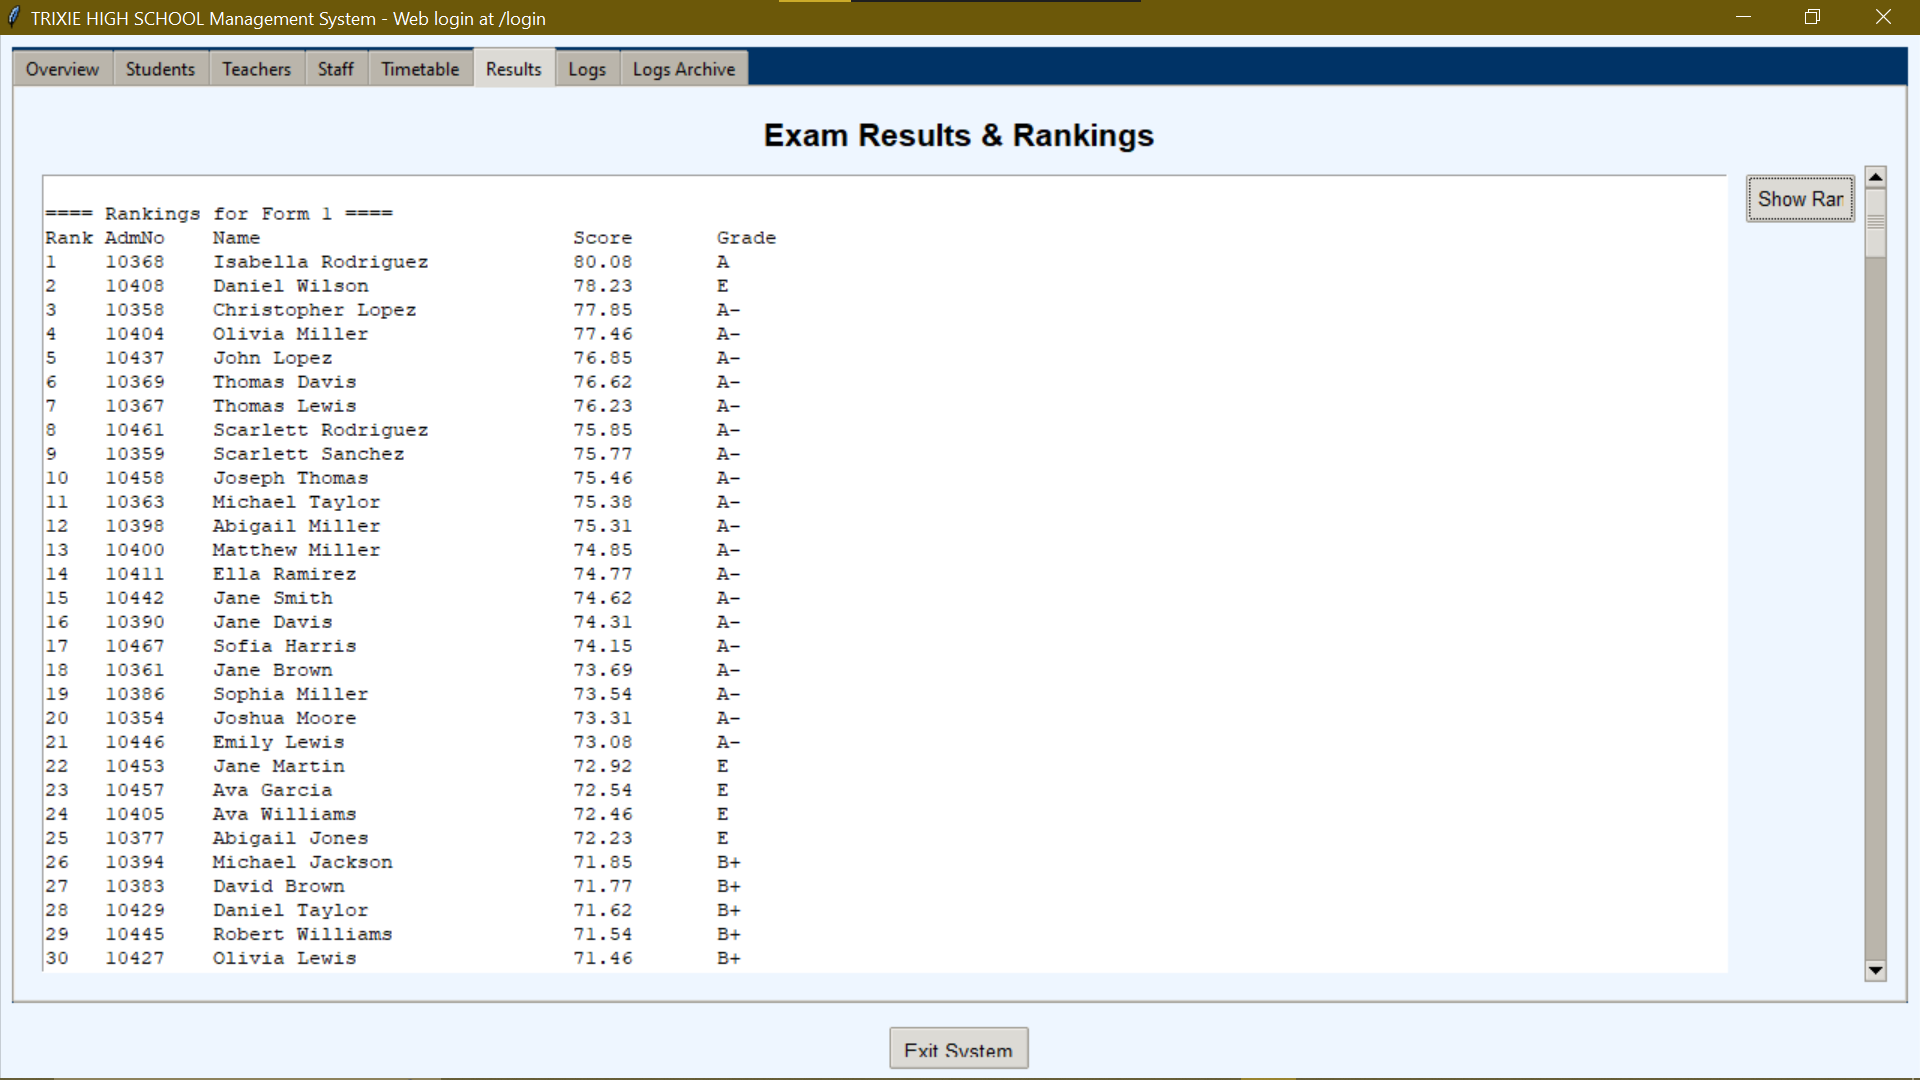 TRIXIE HIGH SCHOOL Management System - Web login at /login
Overview Students Teachers Staff Timetable Results Logs Logs Archive
Exam Results & Rankings
Show Ran
==== Rankings for Form 1 ====
Rank AdmNo Name Score Grade
1 10368 Isabella Rodriguez 80.08 A
2 10408 Daniel Wilson 78.23 E
3 10358 Christopher Lopez 77.85 A-
4 10404 Olivia Miller 77.46 A-
5 10437 John Lopez 76.85 A-
6 10369 Thomas Davis 76.62 A-
7 10367 Thomas Lewis 76.23 A-
8 10461 Scarlett Rodriguez 75.85 A-
9 10359 Scarlett Sanchez 75.77 A-
10 10458 Joseph Thomas 75.46 A-
11 10363 Michael Taylor 75.38 A-
12 10398 Abigail Miller 75.31 A-
13 10400 Matthew Miller 74.85 A-
14 10411 Ella Ramirez 74.77 A-
15 10442 Jane Smith 74.62 A-
16 10390 Jane Davis 74.31 A-
17 10467 Sofia Harris 74.15 A-
18 10361 Jane Brown 73.69 A-
19 10386 Sophia Miller 73.54 A-
20 10354 Joshua Moore 73.31 A-
21 10446 Emily Lewis 73.08 A-
22 10453 Jane Martin 72.92 E
23 10457 Ava Garcia 72.54 E
24 10405 Ava Williams 72.46 E
25 10377 Abigail Jones 72.23 E
26 10394 Michael Jackson 71.85 B+
27 10383 David Brown 71.77 B+
28 10429 Daniel Taylor 71.62 B+
29 10445 Robert Williams 71.54 B+
30 10427 Olivia Lewis 71.46 B+
Exit System